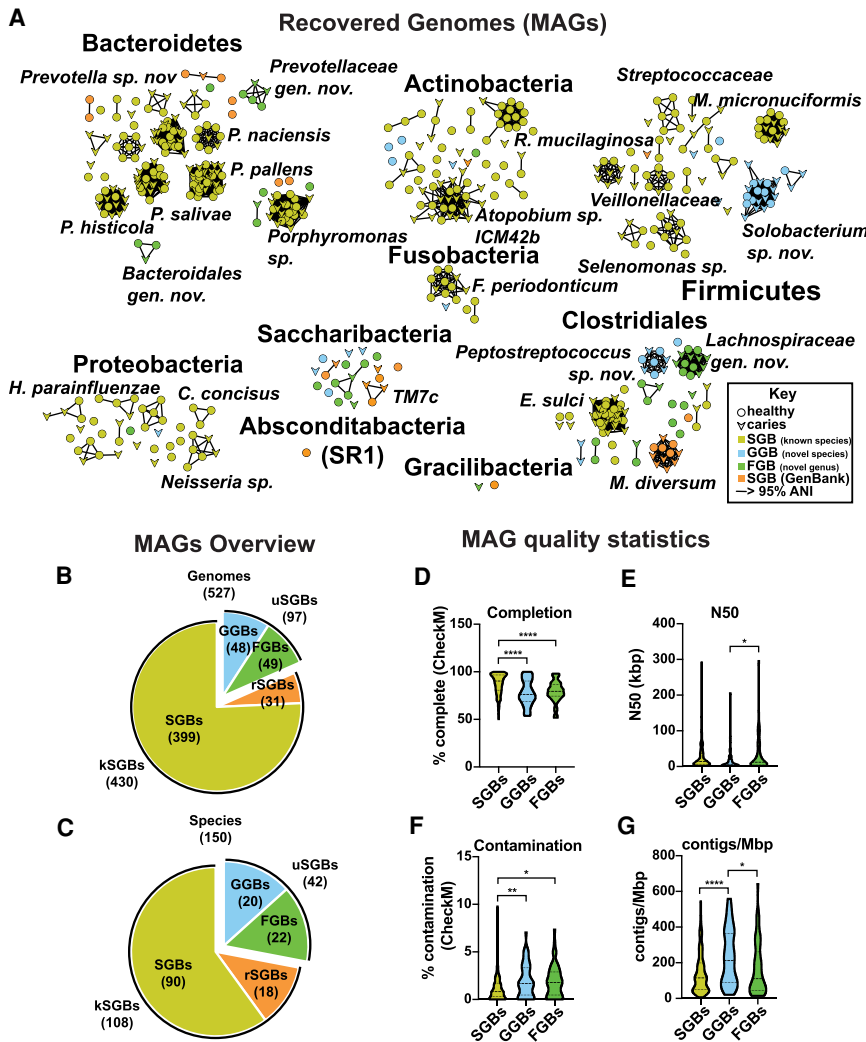 A
Recovered Genomes (MAGs)
Bacteroidetes
Prevotella sp. nov
Prevotellaceae
gen. nov.
P. naciensis
P. pallens
P. histicola
P. salivae
Porphyromonas
sp.
Bacteroidales
gen. nov.
Actinobacteria
R. mucilaginosa
Atopobium sp.
ICM42b
Streptococcaceae
M. micronuciformis
Veillonellaceae
Solobacterium
sp. nov.
Selenomonas sp.
Firmicutes
Fusobacteria
F. periodonticum
Clostridiales
Peptostreptococcus
sp. nov.
Lachnospiraceae
gen. nov.
E. sulci
M. diversum
Saccharibacteria
TM7c
Proteobacteria
H. parainfluenzae
C. concisus
Neisseria sp.
Absconditabacteria
(SR1)
Gracilibacteria
Key
healthy
caries
SGB (known species)
GGB (novel species)
FGB (novel genus)
SGB (GenBank)
> 95% ANI
MAGs Overview
MAG quality statistics
B
Genomes
(527)
uSGBs
(97)
GGBs
(48)
FGBs
(49)
rSGBs
(31)
SGBs
(399)
kSGBs
(430)
C
Species
(150)
uSGBs
(42)
GGBs
(20)
FGBs
(22)
rSGBs
(18)
SGBs
(90)
kSGBs
(108)
D
Completion
% complete (CheckM)
150
100
50
0
****
****
SGBs
GGBs
FGBs
E
N50
N50 (kbp)
400
300
200
100
0
*
SGBs
GGBs
FGBs
F
Contamination
% contamination
(CheckM)
15
10
5
0
*
**
SGBs
GGBs
FGBs
G
contigs/Mbp
contigs/Mbp
800
600
400
200
0
****
*
SGBs
GGBs
FGBs